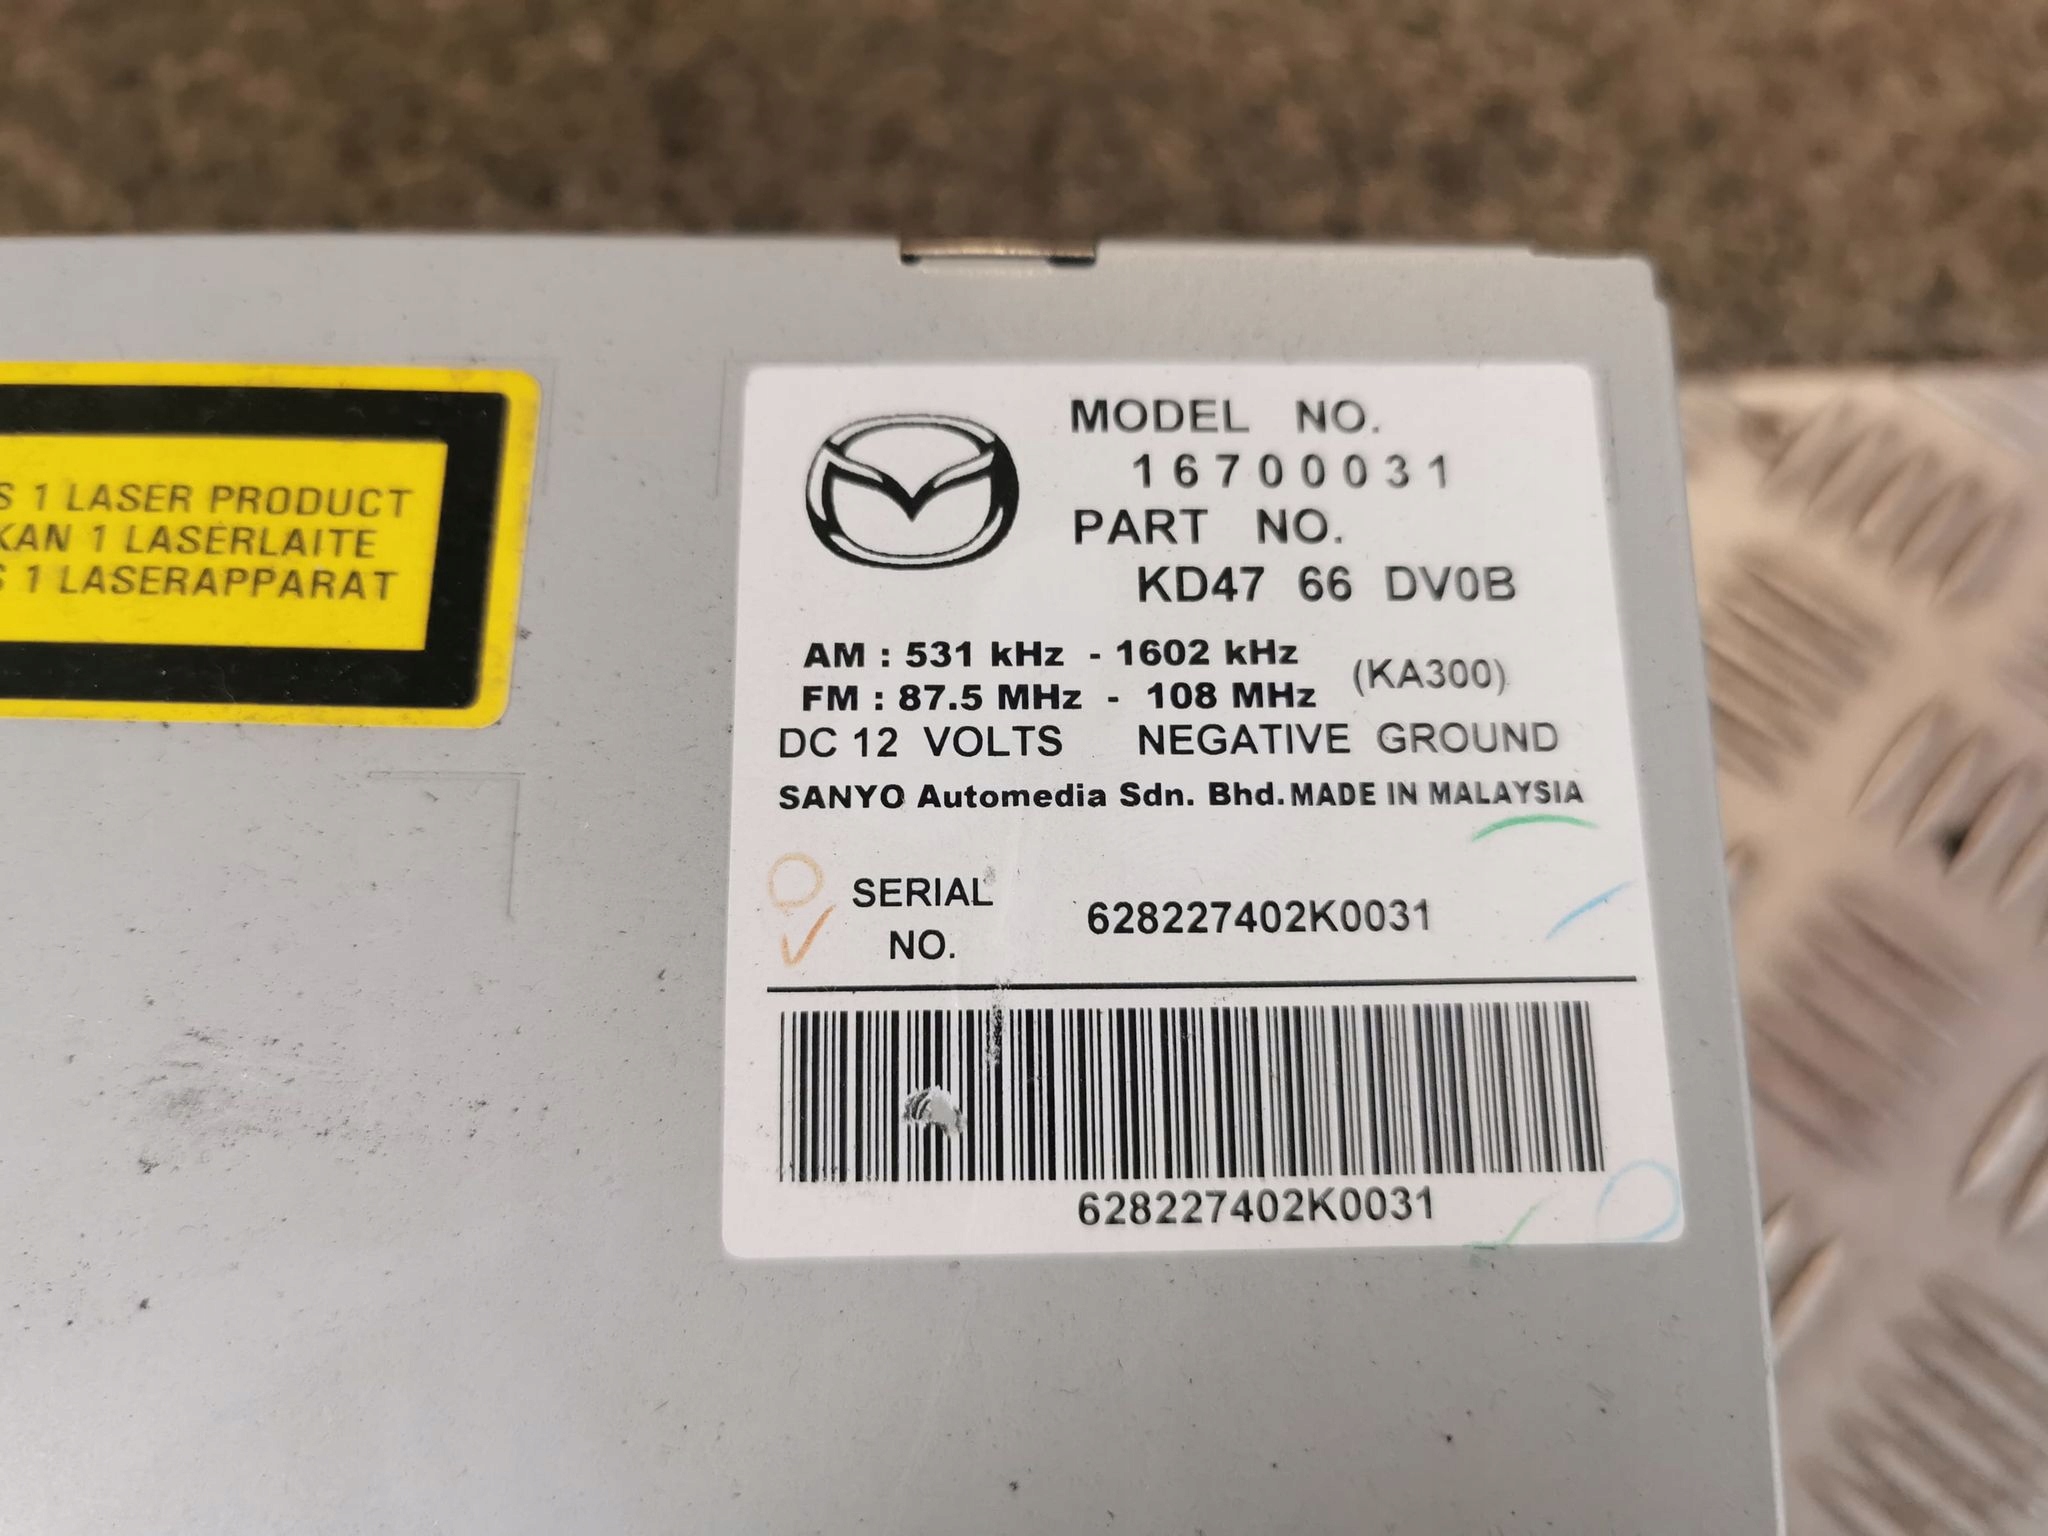 S 1 LASER PRODUCT
KAN 1 LASERLAITE
S 1 LASERAPPARAT
MODEL NO.
16700031
PART NO.
KD47 66 DV0B
AM : 531 kHz - 1602 kHz
FM : 87.5 MHz - 108 MHz
(KA300)
DC 12 VOLTS NEGATIVE GROUND
SANYO Automedia Sdn. Bhd. MADE IN MALAYSIA
SERIAL
NO.
628227402K0031
628227402K0031